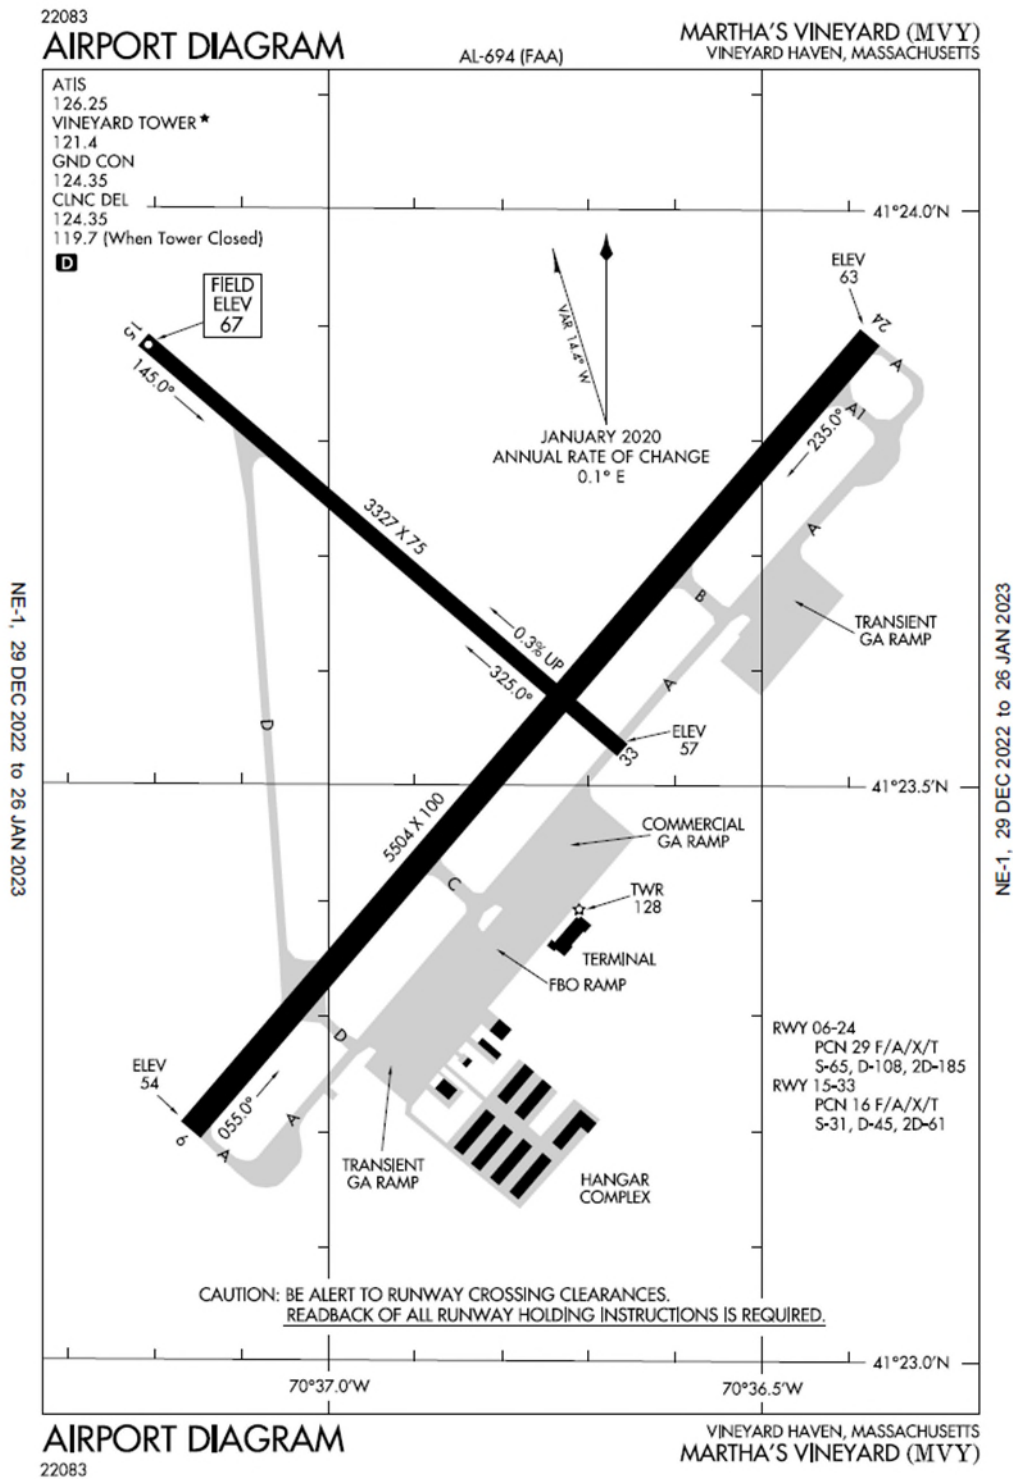 22083
AIRPORT DIAGRAM
AL-694 (FAA)
MARTHA'S VINEYARD (MVY)
VINEYARD HAVEN, MASSACHUSETTS
ATIS
126.25
VINEYARD TOWER★
121.4
GND CON
124.35
CLNC DEL
124.35
119.7 (When Tower Closed)
D
41°24.0'N
FIELD
ELEV
67
ELEV
63
15
145.0°
24
A
A1
235.0°
VAR 14.4° W
JANUARY 2020
ANNUAL RATE OF CHANGE
0.1° E
3327 X 75
A
B
TRANSIENT
GA RAMP
0.3% UP
325.0°
A
D
ELEV
57
33
41°23.5'N
5504 X 100
COMMERCIAL
GA RAMP
C
TWR
128
TERMINAL
FBO RAMP
D
RWY 06-24
PCN 29 F/A/X/T
S-65, D-108, 2D-185
RWY 15-33
PCN 16 F/A/X/T
S-31, D-45, 2D-61
ELEV
54
055.0°
6
A
A
TRANSIENT
GA RAMP
HANGAR
COMPLEX
CAUTION: BE ALERT TO RUNWAY CROSSING CLEARANCES.
READBACK OF ALL RUNWAY HOLDING INSTRUCTIONS IS REQUIRED.
41°23.0'N
70°37.0'W
70°36.5'W
NE-1, 29 DEC 2022 to 26 JAN 2023
NE-1, 29 DEC 2022 to 26 JAN 2023
AIRPORT DIAGRAM
22083
VINEYARD HAVEN, MASSACHUSETTS
MARTHA'S VINEYARD (MVY)